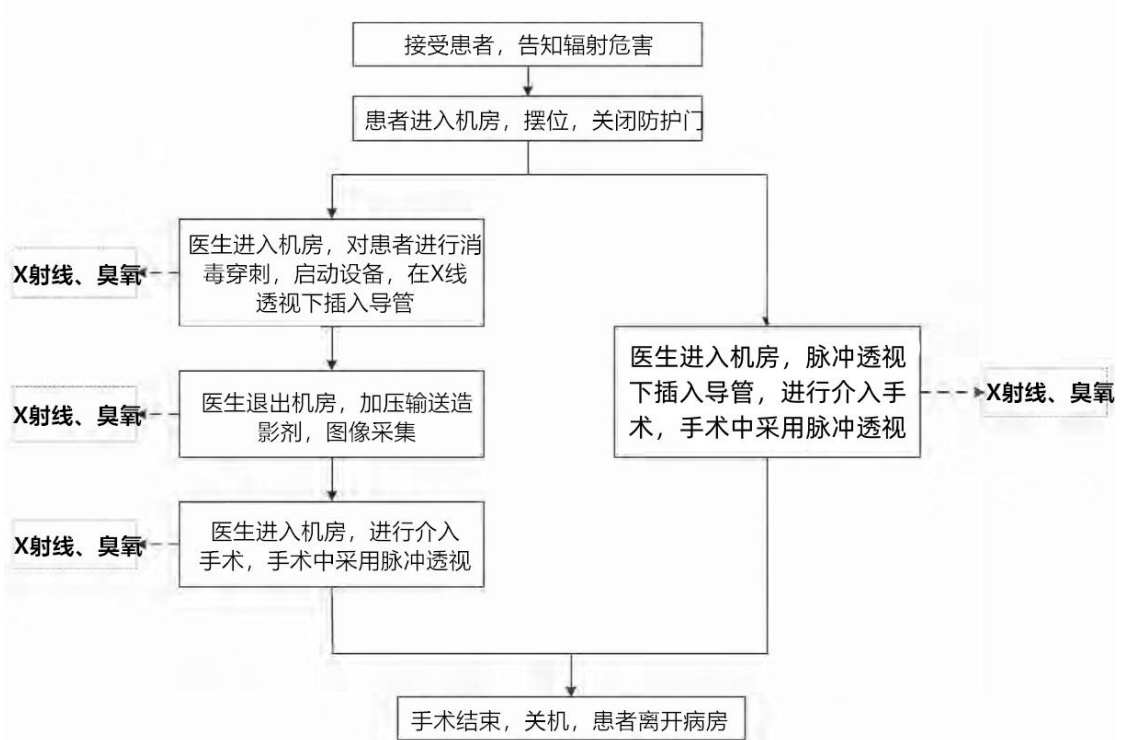 接受患者，告知辐射危害
患者进入机房，摆位，关闭防护门
医生进入机房，对患者进行消
毒穿刺，启动设备，在X线
透视下插入导管
X射线、臭氧
医生退出机房，加压输送造
影剂，图像采集
X射线、臭氧
医生进入机房，进行介入
手术，手术中采用脉冲透视
X射线、臭氧
医生进入机房，脉冲透视
下插入导管，进行介入手
术，手术中采用脉冲透视
X射线、臭氧
手术结束，关机，患者离开病房